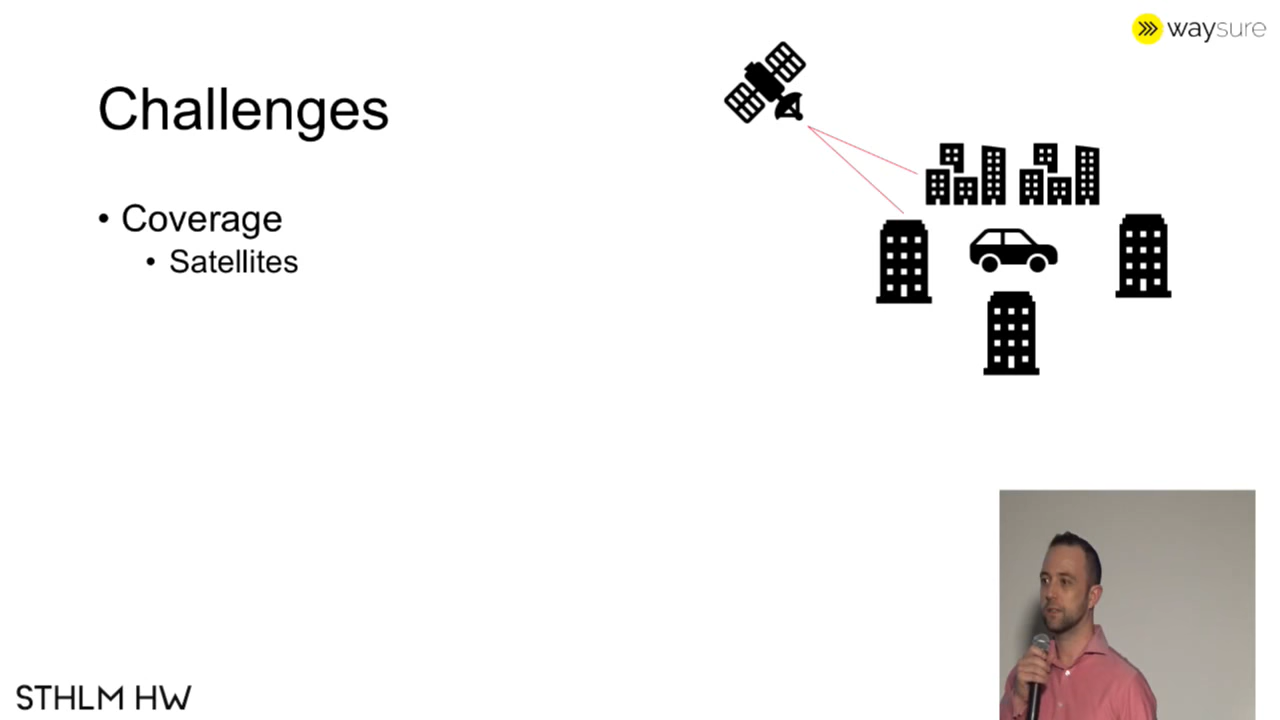 waysure
Challenges
• Coverage
• Satellites
STHLM HW